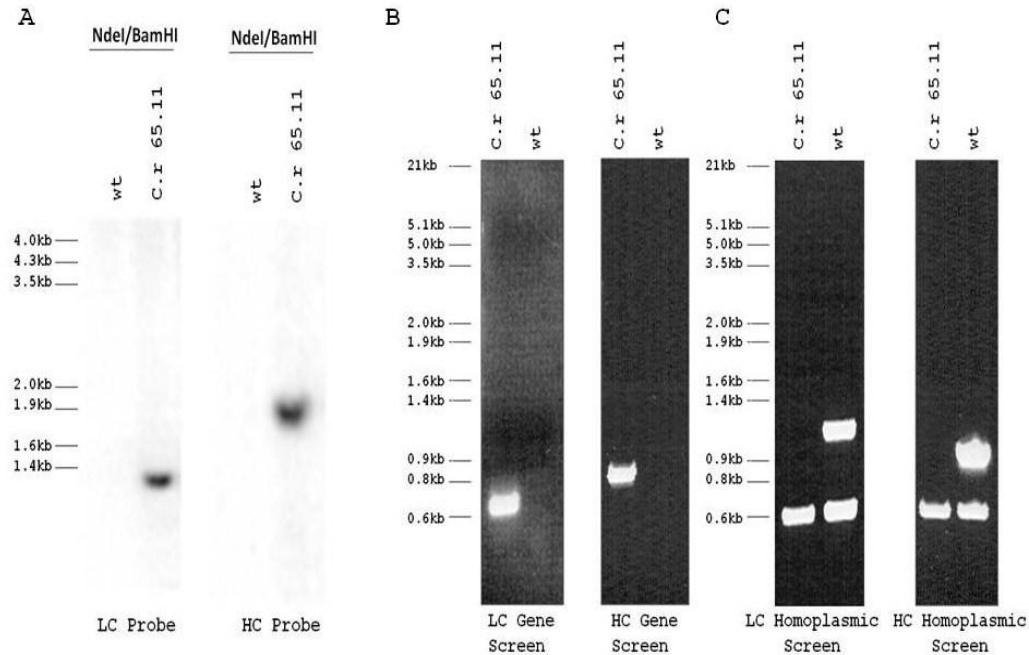 A
NdeI/BamHI
NdeI/BamHI
wt
C.r 65.11
wt
C.r 65.11
4.0kb
4.3kb
3.5kb
2.0kb
1.9kb
1.6kb
1.4kb
LC Probe
HC Probe
B
C.r 65.11
wt
C.r 65.11
wt
21kb
5.1kb
5.0kb
3.5kb
2.0kb
1.9kb
1.6kb
1.4kb
0.9kb
0.8kb
0.6kb
LC Gene
Screen
HC Gene
Screen
C
C.r 65.11
wt
C.r 65.11
wt
21kb
5.1kb
5.0kb
3.5kb
2.0kb
1.9kb
1.6kb
1.4kb
0.9kb
0.8kb
0.6kb
LC Homoplasmic
Screen
HC Homoplasmic
Screen